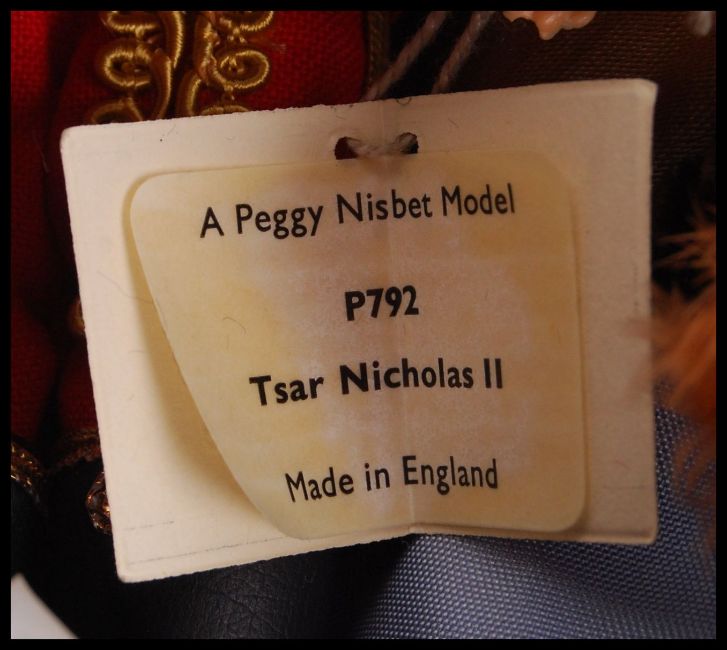 A Peggy Nisbet Model
P792
Tsar Nicholas II
Made in England